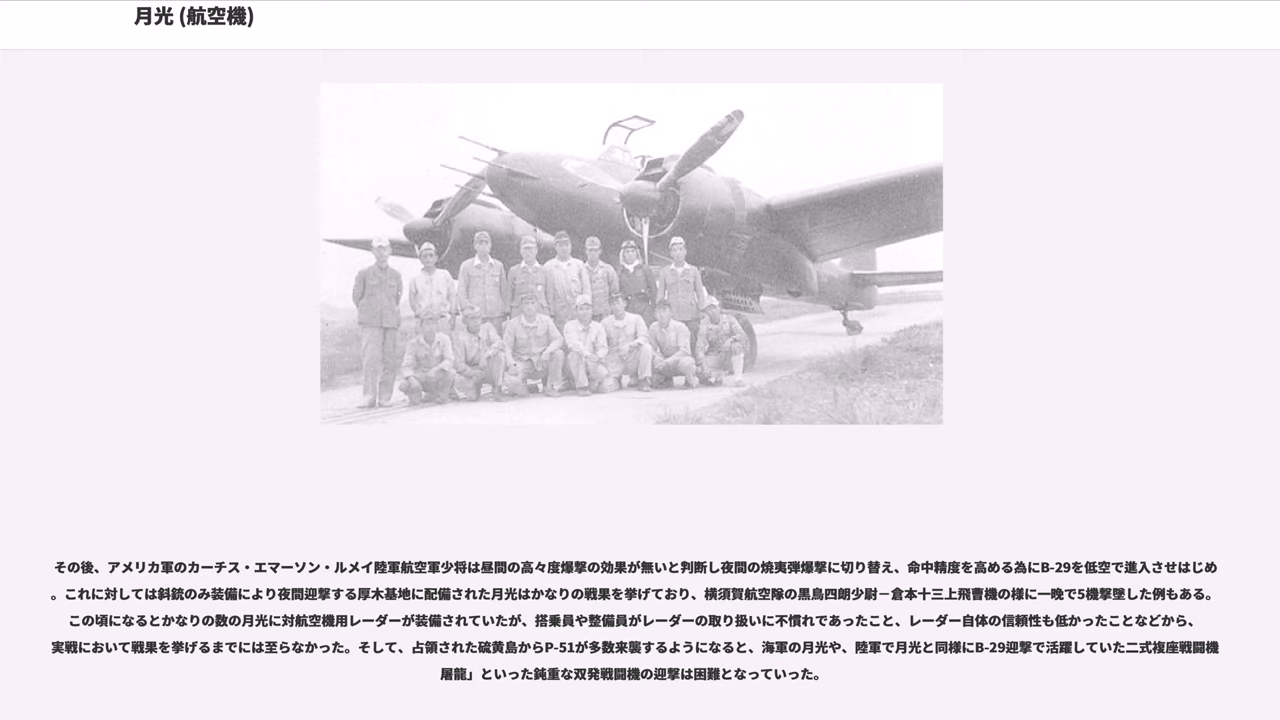 月光 (航空機)
その後、アメリカ軍のカーチス・エマーソン・ルメイ陸軍航空軍少将は昼間の高々度爆撃の効果が無いと判断し夜間の焼夷弾爆撃に切り替え、命中精度を高める為にB-29を低空で進入させはじめ
。これに対しては斜銃のみ装備により夜間迎撃する厚木基地に配備された月光はかなりの戦果を挙げており、横須賀航空隊の黒鳥四朗少尉－倉本十三上飛曹機の様に一晩で5機撃墜した例もある。
この頃になるとかなりの数の月光に対航空機用レーダーが装備されていたが、搭乗員や整備員がレーダーの取り扱いに不慣れであったこと、レーダー自体の信頼性も低かったことなどから、
実戦において戦果を挙げるまでには至らなかった。そして、占領された硫黄島からP-51が多数来襲するようになると、海軍の月光や、陸軍で月光と同様にB-29迎撃で活躍していた二式複座戦闘機
屠龍」といった鈍重な双発戦闘機の迎撃は困難となっていった。